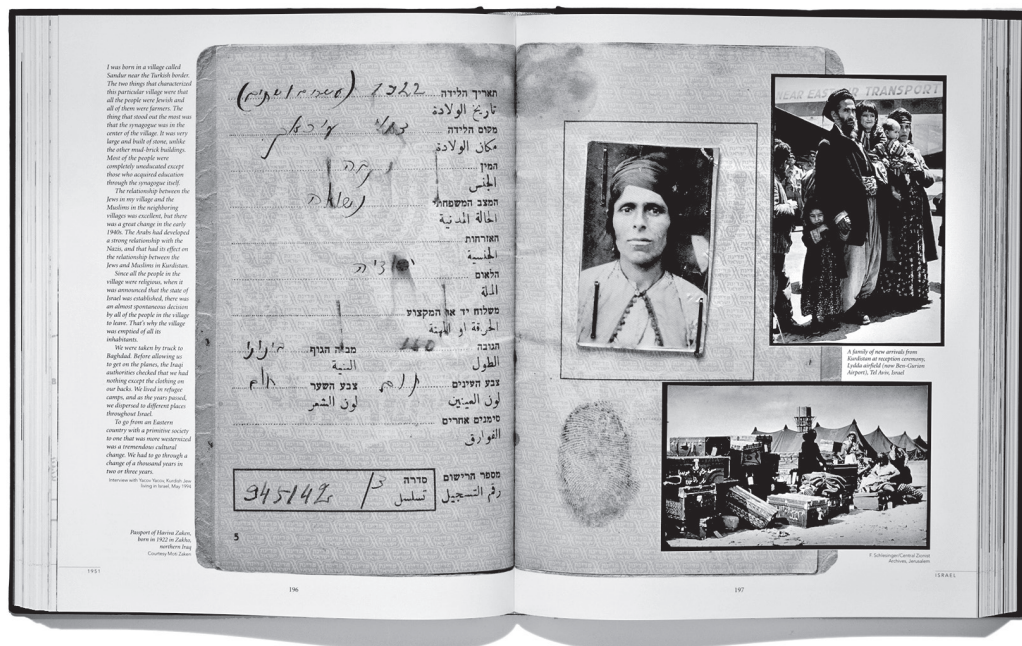 I was born in a village called
Sandur near the Turkish border.
The two things that characterized
this particular village were that
all the people were Jewish and
all of them were farmers. The
thing that stood out the most was
that the synagogue was in the
center of the village. It was very
large and built of stone, unlike
the other mud-brick buildings.
Most of the people were
completely uneducated except
those who acquired education
through the synagogue itself.
The relationship between the
Jews in my village and the
Muslims in the neighboring
villages was excellent, but there
was a great change in the early
1940s. The Arabs had developed
a strong relationship with the
Nazis, and that had its effect on
the relationship between the
Jews and Muslims in Kurdistan.
Since all the people in the
village were religious, when it
was announced that the state of
Israel was established, there was
an almost spontaneous decision
by all of the people in the village
to leave. That's why the village
was emptied of all its
inhabitants.
We were taken by truck to
Baghdad. Before allowing us
to get on the planes, the Iraqi
authorities checked that we had
nothing except the clothing on
our backs. We lived in refugee
camps, and as the years passed,
we dispersed to different places
throughout Israel.
To go from an Eastern
country with a primitive society
to one that was more westernized
was a tremendous cultural
change. We had to go through a
change of a thousand years in
two or three years.
Interview with Yacov Yaccov, Kurdish Jew
living in Israel, May 1994
Passport of Haviva Zaken,
born in 1922 in Zakho,
northern Iraq
Courtesy Moti Zaken
1951
196
תאריך הלידה 1922 (עשרים ושתים)
تاريخ الولادة
מקום הלידה עיראק
مكان الولادة
המין נקבה
الجنس
המצב המשפחתי נשואה
الحالة المدنية
האזרחות
الجنسية
הלאום יהודיה
الملة
משלוח יד או המקצוע
الحرفة او المهنة
הגובה 160 מבנה הגוף בינוני
الطول البنية
צבע העינים חום צבע השער חום
لون العينين لون الشعر
סימנים אחרים
الفوارق
מספר הרישום סדרה
رقم التسجيل تسلسل
5
NEAR EASTERN TRANSPORT
A family of new arrivals from
Kurdistan at reception ceremony,
Lydda airfield (now Ben-Gurion
Airport), Tel Aviv, Israel
Y. Schlesinger/Central Zionist
Archives, Jerusalem
ISRAEL
197